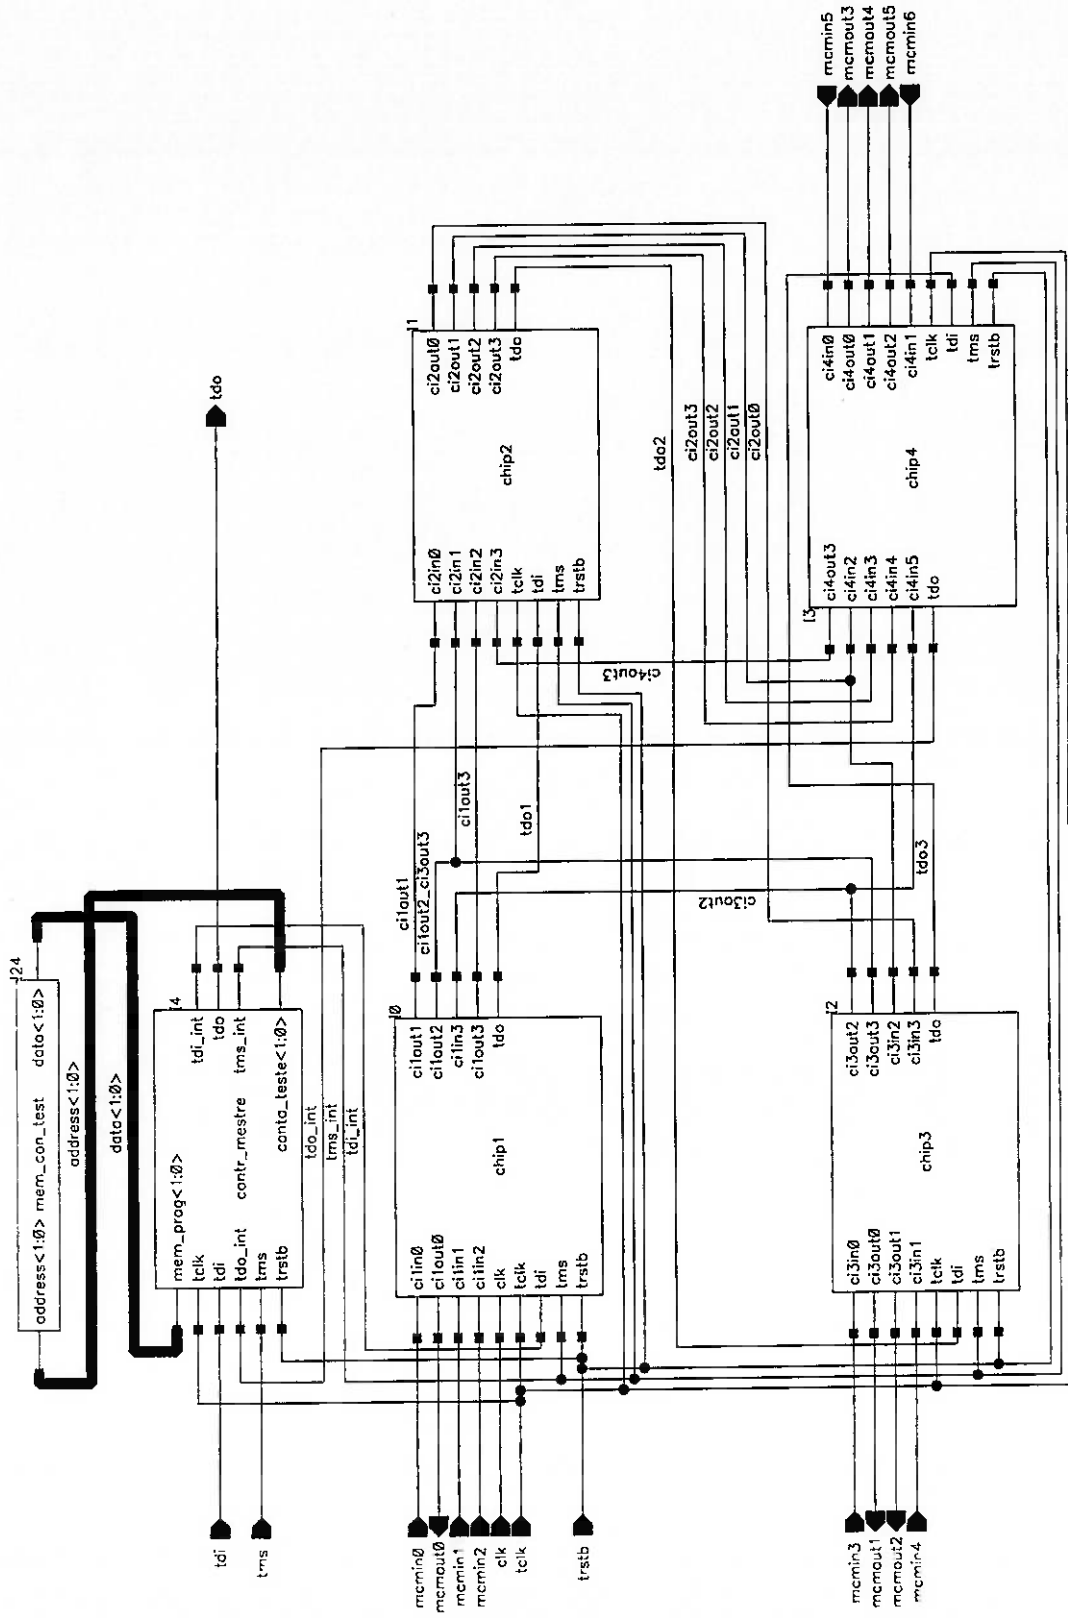 J24
address<1:0> mem_con_test data<1:0>
address<1:0>
data<1:0>
I4
mem_prog<1:0>
tclk
tdi
tdo_int
tms
trstb
contr_mestre
tdi_int
tdo
tms_int
conta_teste<1:0>
tdo_int
tms_int
tdi_int
tdi
tms
tdo
mcmin0
mcmout0
mcmin1
mcmin2
clk
tclk
trstb
I0
ci1in0
ci1out0
ci1in1
ci1in2
clk
tclk
tdi
tms
trstb
chip1
ci1out1
ci1out2
ci1in3
ci1out3
tdo
ci1out1
ci1out2_ci3out3
ci1out3
tdo1
I1
ci2in0
ci2in1
ci2in2
ci2in3
tclk
tdi
tms
trstb
chip2
ci2out0
ci2out1
ci2out2
ci2out3
tdo
ci4out3
tdo2
ci2out3
ci2out2
ci2out1
ci2out0
mcmin3
mcmout1
mcmout2
mcmin4
I2
ci3in0
ci3out0
ci3out1
ci3in1
tclk
tdi
tms
trstb
chip3
ci3out2
ci3out3
ci3in2
ci3in3
tdo
ci3out2
tdo3
I3
ci4out3
ci4in2
ci4in3
ci4in4
ci4in5
tdo
chip4
ci4in0
ci4out0
ci4out1
ci4out2
ci4in1
tclk
tdi
tms
trstb
mcmin5
mcmout3
mcmout4
mcmout5
mcmin6